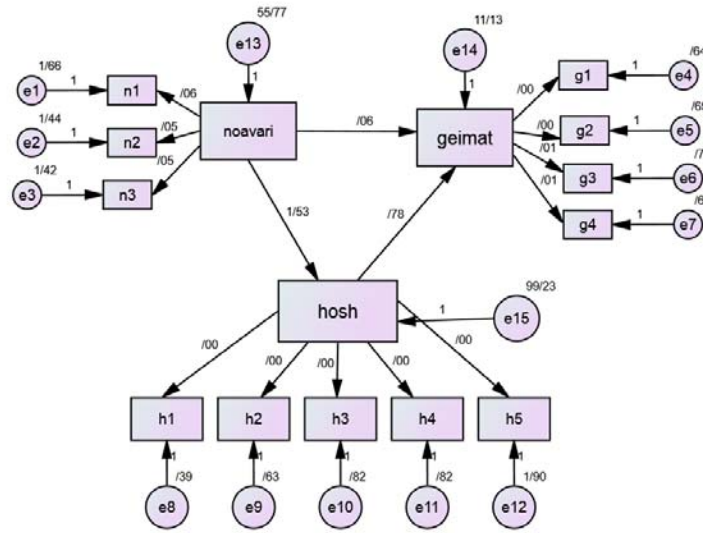 55/77
e13
1
11/13
e14
1
1/66
e1
1
n1
/06
1/44
e2
1
n2
/05
1/42
e3
1
n3
/05
noavari
/06
geimat
/00
g1
1
e4
/64
/00
g2
1
e5
/01
g3
1
e6
/01
g4
1
e7
1/53
/78
hosh
1
99/23
e15
/00
/00
/00
/00
/00
h1
h2
h3
h4
h5
1
1
1
1
1
/39
/63
/82
/82
1/90
e8
e9
e10
e11
e12